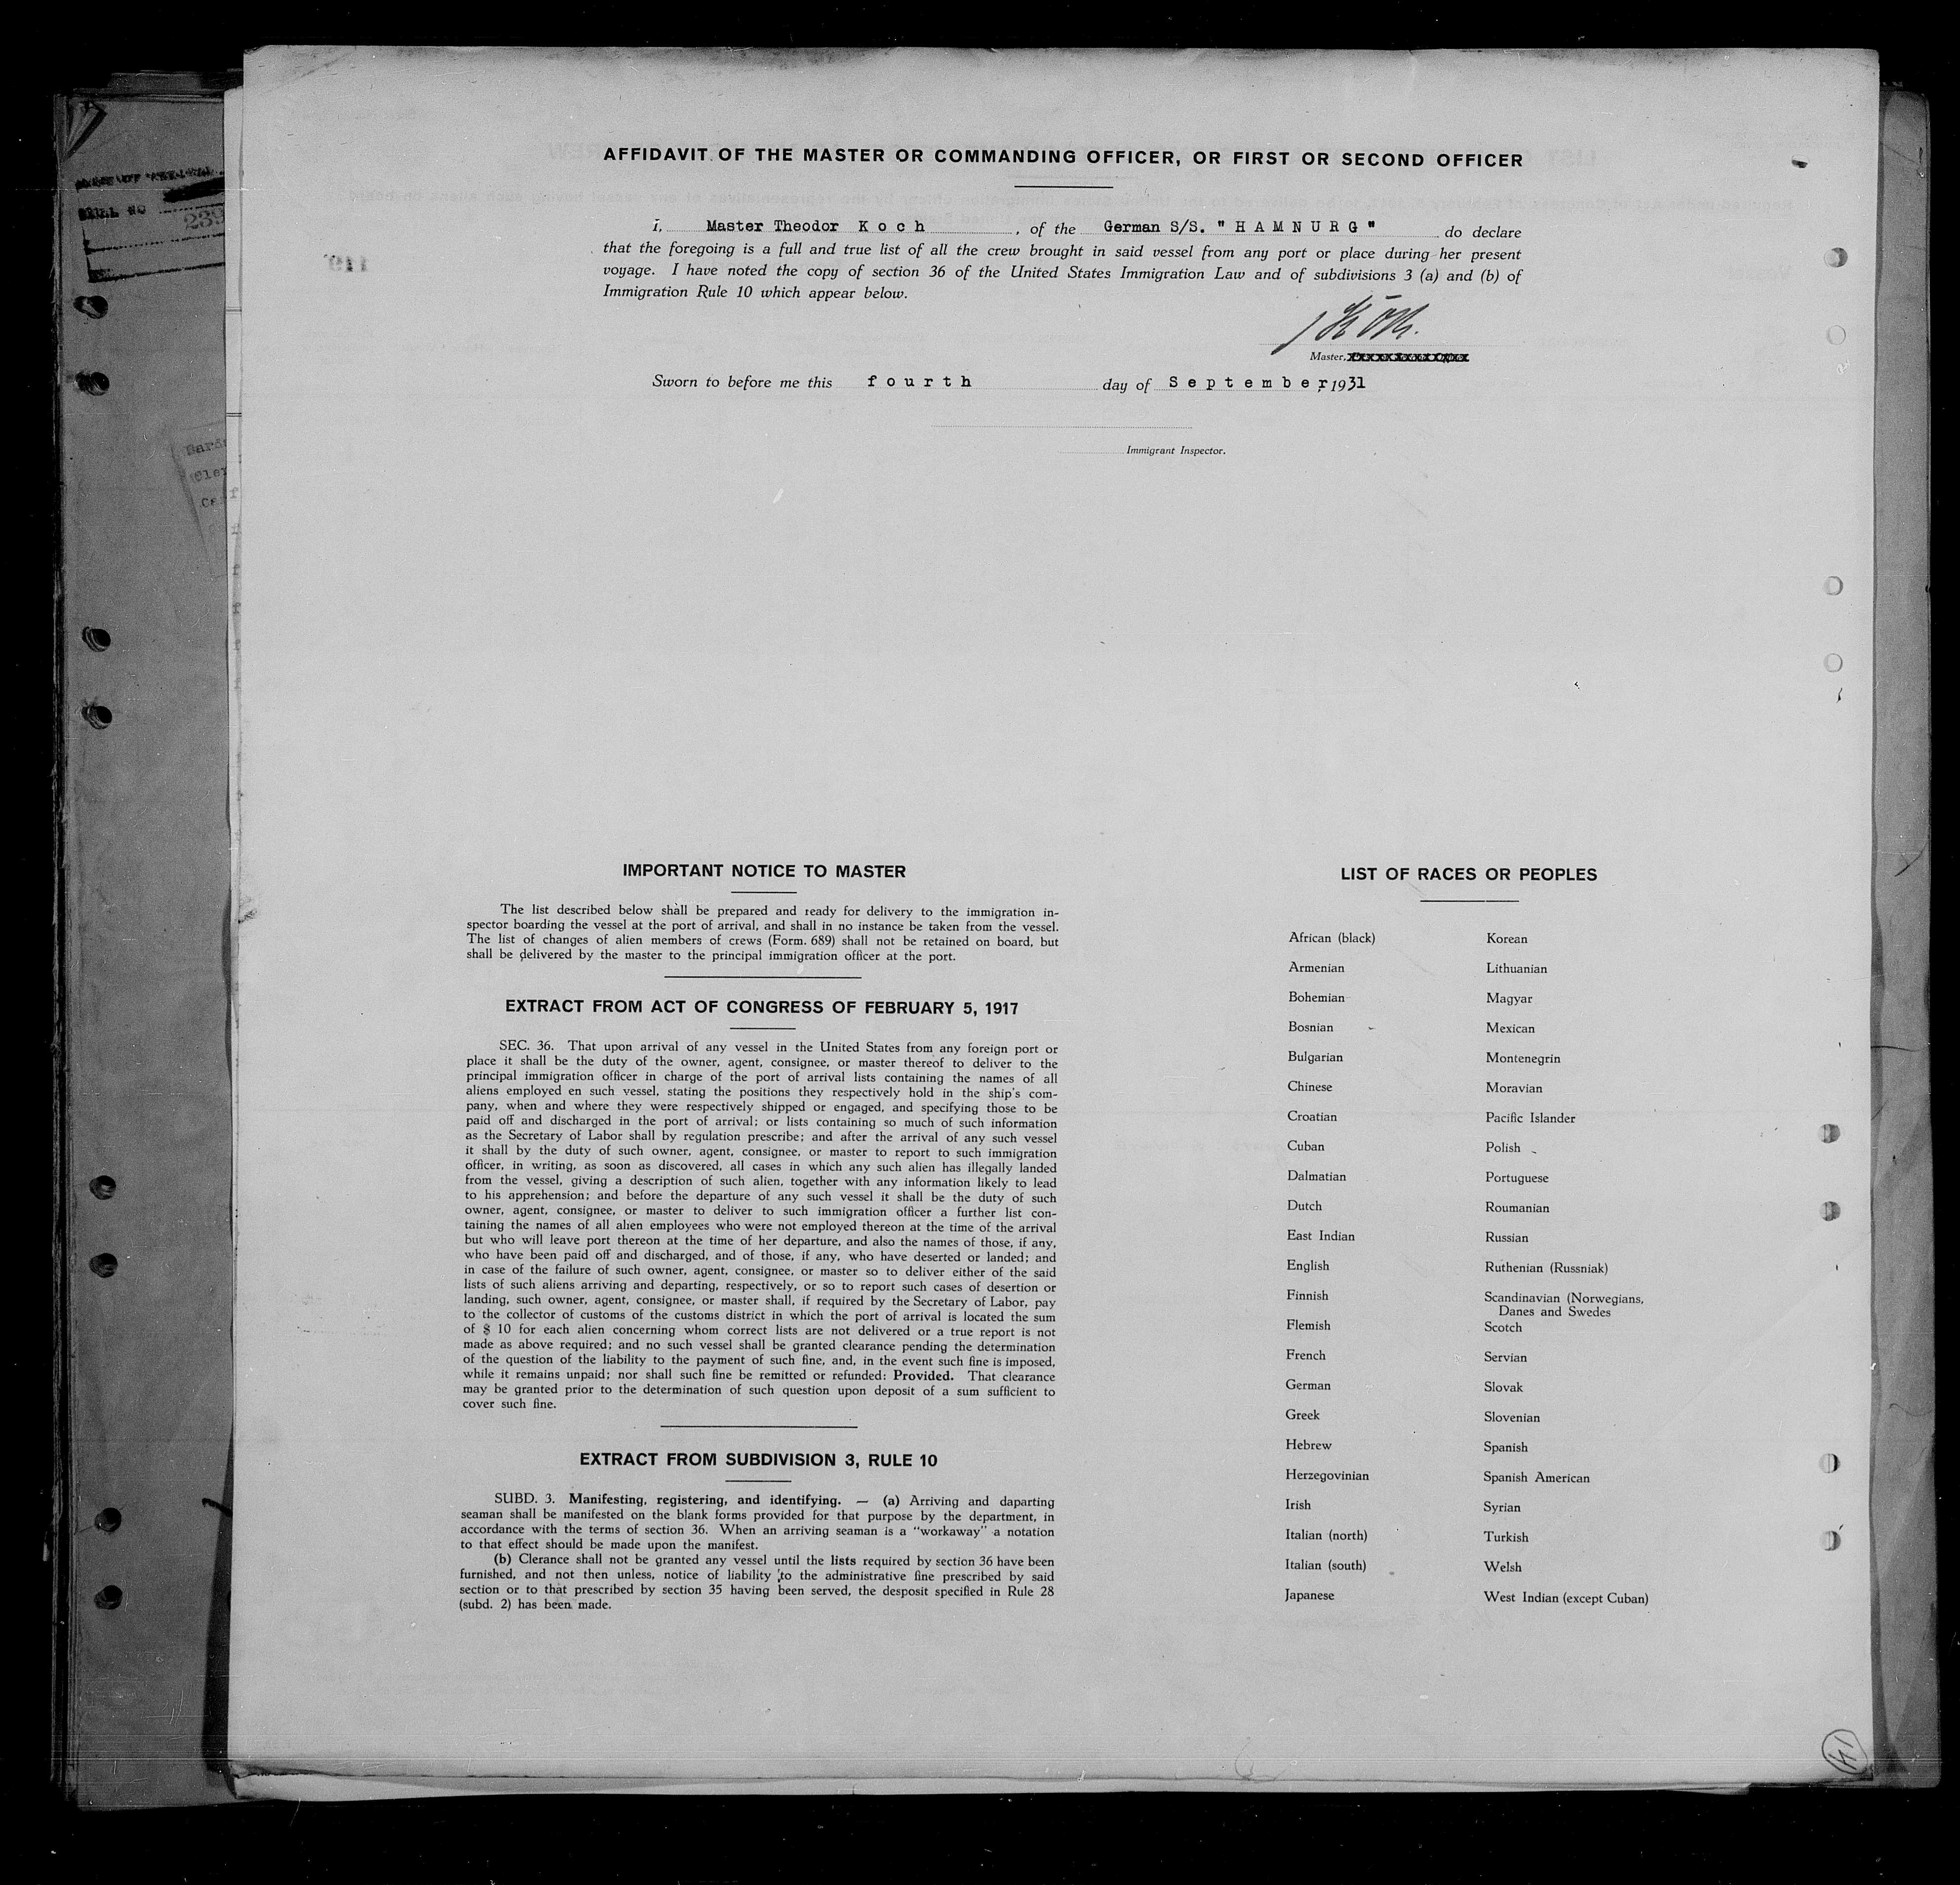 AFFIDAVIT OF THE MASTER OR COMMANDING OFFICER, OR FIRST OR SECOND OFFICER
I, Master Theodor K o c h , of the German S/S. " H A M N U R G " do declare
that the foregoing is a full and true list of all the crew brought in said vessel from any port or place during her present
voyage. I have noted the copy of section 36 of the United States Immigration Law and of subdivisions 3 (a) and (b) of
Immigration Rule 10 which appear below.
Koch.
Master,
Sworn to before me this f o u r t h day of S e p t e m b e r, 1931
Immigrant Inspector.
IMPORTANT NOTICE TO MASTER
The list described below shall be prepared and ready for delivery to the immigration in-
spector boarding the vessel at the port of arrival, and shall in no instance be taken from the vessel.
The list of changes of alien members of crews (Form. 689) shall not be retained on board, but
shall be delivered by the master to the principal immigration officer at the port.
EXTRACT FROM ACT OF CONGRESS OF FEBRUARY 5, 1917
SEC. 36. That upon arrival of any vessel in the United States from any foreign port or
place it shall be the duty of the owner, agent, consignee, or master thereof to deliver to the
principal immigration officer in charge of the port of arrival lists containing the names of all
aliens employed en such vessel, stating the positions they respectively hold in the ship's com-
pany, when and where they were respectively shipped or engaged, and specifying those to be
paid off and discharged in the port of arrival; or lists containing so much of such information
as the Secretary of Labor shall by regulation prescribe; and after the arrival of any such vessel
it shall by the duty of such owner, agent, consignee, or master to report to such immigration
officer, in writing, as soon as discovered, all cases in which any such alien has illegally landed
from the vessel, giving a description of such alien, together with any information likely to lead
to his apprehension; and before the departure of any such vessel it shall be the duty of such
owner, agent, consignee, or master to deliver to such immigration officer a further list con-
taining the names of all alien employees who were not employed thereon at the time of the arrival
but who will leave port thereon at the time of her departure, and also the names of those, if any,
who have been paid off and discharged, and of those, if any, who have deserted or landed; and
in case of the failure of such owner, agent, consignee, or master so to deliver either of the said
lists of such aliens arriving and departing, respectively, or so to report such cases of desertion or
landing, such owner, agent, consignee, or master shall, if required by the Secretary of Labor, pay
to the collector of customs of the customs district in which the port of arrival is located the sum
of $ 10 for each alien concerning whom correct lists are not delivered or a true report is not
made as above required; and no such vessel shall be granted clearance pending the determination
of the question of the liability to the payment of such fine, and, in the event such fine is imposed,
while it remains unpaid; nor shall such fine be remitted or refunded: Provided. That clearance
may be granted prior to the determination of such question upon deposit of a sum sufficient to
cover such fine.
EXTRACT FROM SUBDIVISION 3, RULE 10
SUBD. 3. Manifesting, registering, and identifying. — (a) Arriving and daparting
seaman shall be manifested on the blank forms provided for that purpose by the department, in
accordance with the terms of section 36. When an arriving seaman is a "workaway" a notation
to that effect should be made upon the manifest.
(b) Clerance shall not be granted any vessel until the lists required by section 36 have been
furnished, and not then unless, notice of liability to the administrative fine prescribed by said
section or to that prescribed by section 35 having been served, the desposit specified in Rule 28
(subd. 2) has been made.
LIST OF RACES OR PEOPLES
African (black)
Armenian
Bohemian
Bosnian
Bulgarian
Chinese
Croatian
Cuban
Dalmatian
Dutch
East Indian
English
Finnish
Flemish
French
German
Greek
Hebrew
Herzegovinian
Irish
Italian (north)
Italian (south)
Japanese
Korean
Lithuanian
Magyar
Mexican
Montenegrin
Moravian
Pacific Islander
Polish
Portuguese
Roumanian
Russian
Ruthenian (Russniak)
Scandinavian (Norwegians,
Danes and Swedes
Scotch
Servian
Slovak
Slovenian
Spanish
Spanish American
Syrian
Turkish
Welsh
West Indian (except Cuban)
239